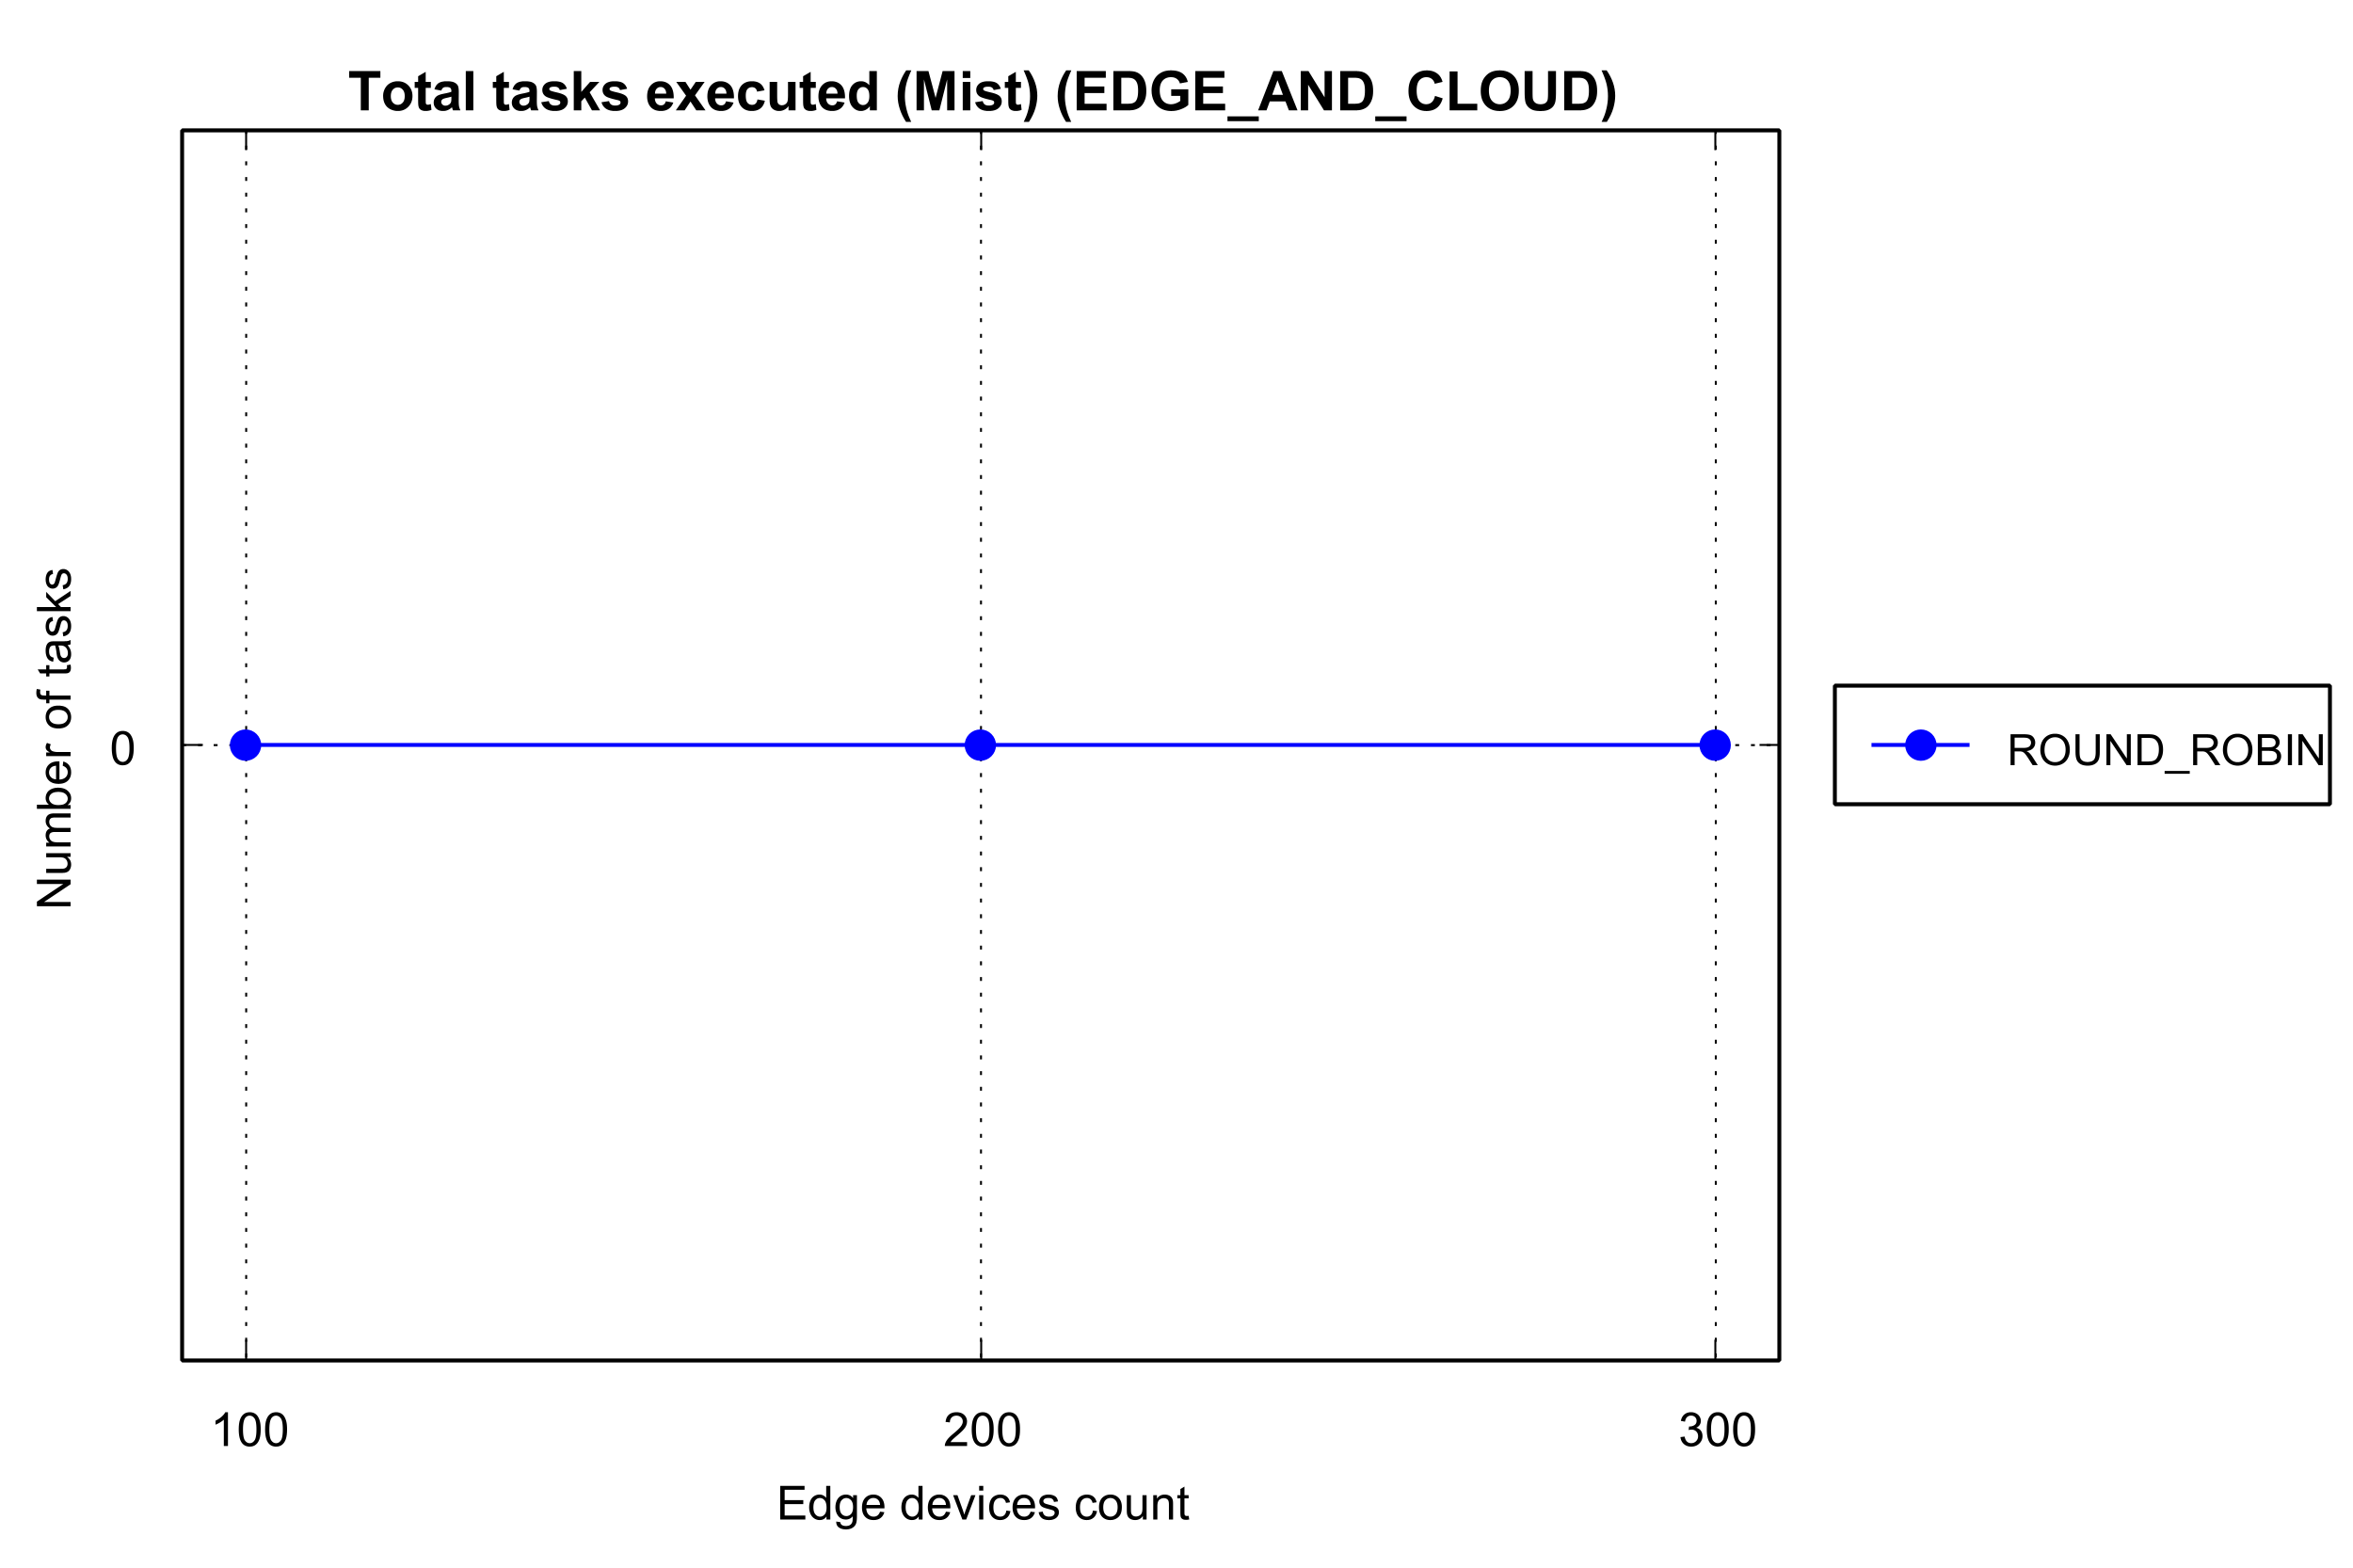 Total tasks executed (Mist) (EDGE_AND_CLOUD)
Number of tasks
0
ROUND_ROBIN
100 200 300
Edge devices count